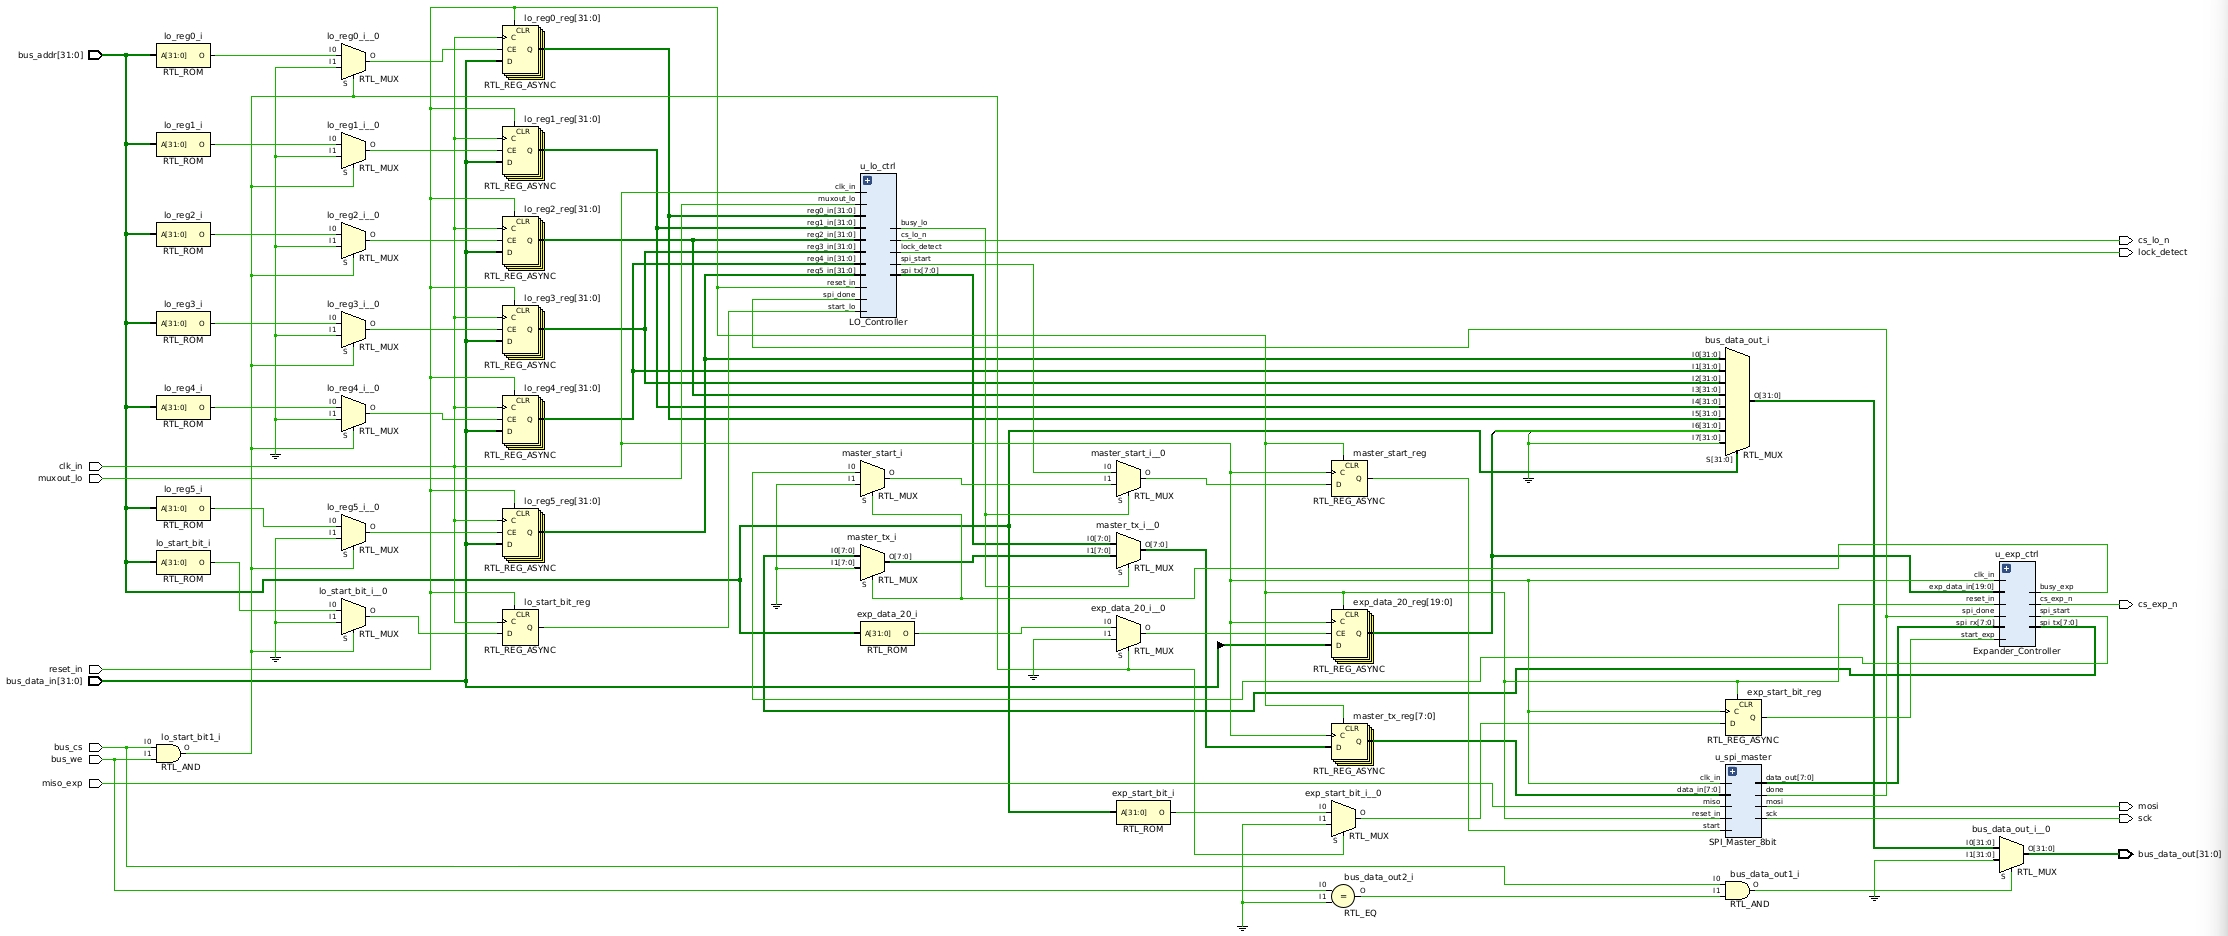 bus_addr[31:0]
lo_reg0_i
A[31:0] O
RTL_ROM
lo_reg0_i__0
I0
I1
S
O
RTL_MUX
lo_reg0_reg[31:0]
CLR
C
CE
D
Q
RTL_REG_ASYNC
lo_reg1_i
A[31:0] O
RTL_ROM
lo_reg1_i__0
I0
I1
S
O
RTL_MUX
lo_reg1_reg[31:0]
CLR
C
CE
D
Q
RTL_REG_ASYNC
lo_reg2_i
A[31:0] O
RTL_ROM
lo_reg2_i__0
I0
I1
S
O
RTL_MUX
lo_reg2_reg[31:0]
CLR
C
CE
D
Q
RTL_REG_ASYNC
lo_reg3_i
A[31:0] O
RTL_ROM
lo_reg3_i__0
I0
I1
S
O
RTL_MUX
lo_reg3_reg[31:0]
CLR
C
CE
D
Q
RTL_REG_ASYNC
lo_reg4_i
A[31:0] O
RTL_ROM
lo_reg4_i__0
I0
I1
S
O
RTL_MUX
lo_reg4_reg[31:0]
CLR
C
CE
D
Q
RTL_REG_ASYNC
clk_in
muxout_lo
lo_reg5_i
A[31:0] O
RTL_ROM
lo_reg5_i__0
I0
I1
S
O
RTL_MUX
lo_reg5_reg[31:0]
CLR
C
CE
D
Q
RTL_REG_ASYNC
lo_start_bit_i
A[31:0] O
RTL_ROM
lo_start_bit_i__0
I0
I1
S
O
RTL_MUX
lo_start_bit_reg
CLR
C
D
Q
RTL_REG_ASYNC
reset_in
bus_data_in[31:0]
bus_cs
bus_we
lo_start_bit1_i
I0
I1
O
RTL_AND
miso_exp
u_lo_ctrl
clk_in
muxout_lo
reg0_in[31:0]
reg1_in[31:0]
reg2_in[31:0]
reg3_in[31:0]
reg4_in[31:0]
reg5_in[31:0]
reset_in
spi_done
start_lo
busy_lo
cs_lo_n
lock_detect
spi_start
spi_tx[7:0]
LO_Controller
cs_lo_n
lock_detect
bus_data_out_i
I0[31:0]
I1[31:0]
I2[31:0]
I3[31:0]
I4[31:0]
I5[31:0]
I6[31:0]
I7[31:0]
S[31:0]
O[31:0]
RTL_MUX
master_start_i
I0
I1
S
O
RTL_MUX
master_start_i__0
I0
I1
S
O
RTL_MUX
master_start_reg
CLR
C
D
Q
RTL_REG_ASYNC
master_tx_i
I0[7:0]
I1[7:0]
S
O[7:0]
RTL_MUX
master_tx_i__0
I0[7:0]
I1[7:0]
S
O[7:0]
RTL_MUX
exp_data_20_i
A[31:0] O
RTL_ROM
exp_data_20_i__0
I0
I1
S
O
RTL_MUX
exp_data_20_reg[19:0]
CLR
C
CE
D
Q
RTL_REG_ASYNC
u_exp_ctrl
clk_in
exp_data_in[19:0]
reset_in
spi_done
spi_rx[7:0]
start_exp
busy_exp
cs_exp_n
spi_start
spi_tx[7:0]
Expander_Controller
cs_exp_n
master_tx_reg[7:0]
CLR
C
D
Q
RTL_REG_ASYNC
exp_start_bit_reg
CLR
C
D
Q
RTL_REG_ASYNC
exp_start_bit_i
A[31:0] O
RTL_ROM
exp_start_bit_i__0
I0
I1
S
O
RTL_MUX
u_spi_master
clk_in
data_in[7:0]
miso
reset_in
start
data_out[7:0]
done
mosi
sck
SPI_Master_8bit
mosi
sck
bus_data_out2_i
I0
I1
=
O
RTL_EQ
bus_data_out1_i
I0
I1
O
RTL_AND
bus_data_out_i__0
I0[31:0]
I1[31:0]
S
O[31:0]
RTL_MUX
bus_data_out[31:0]